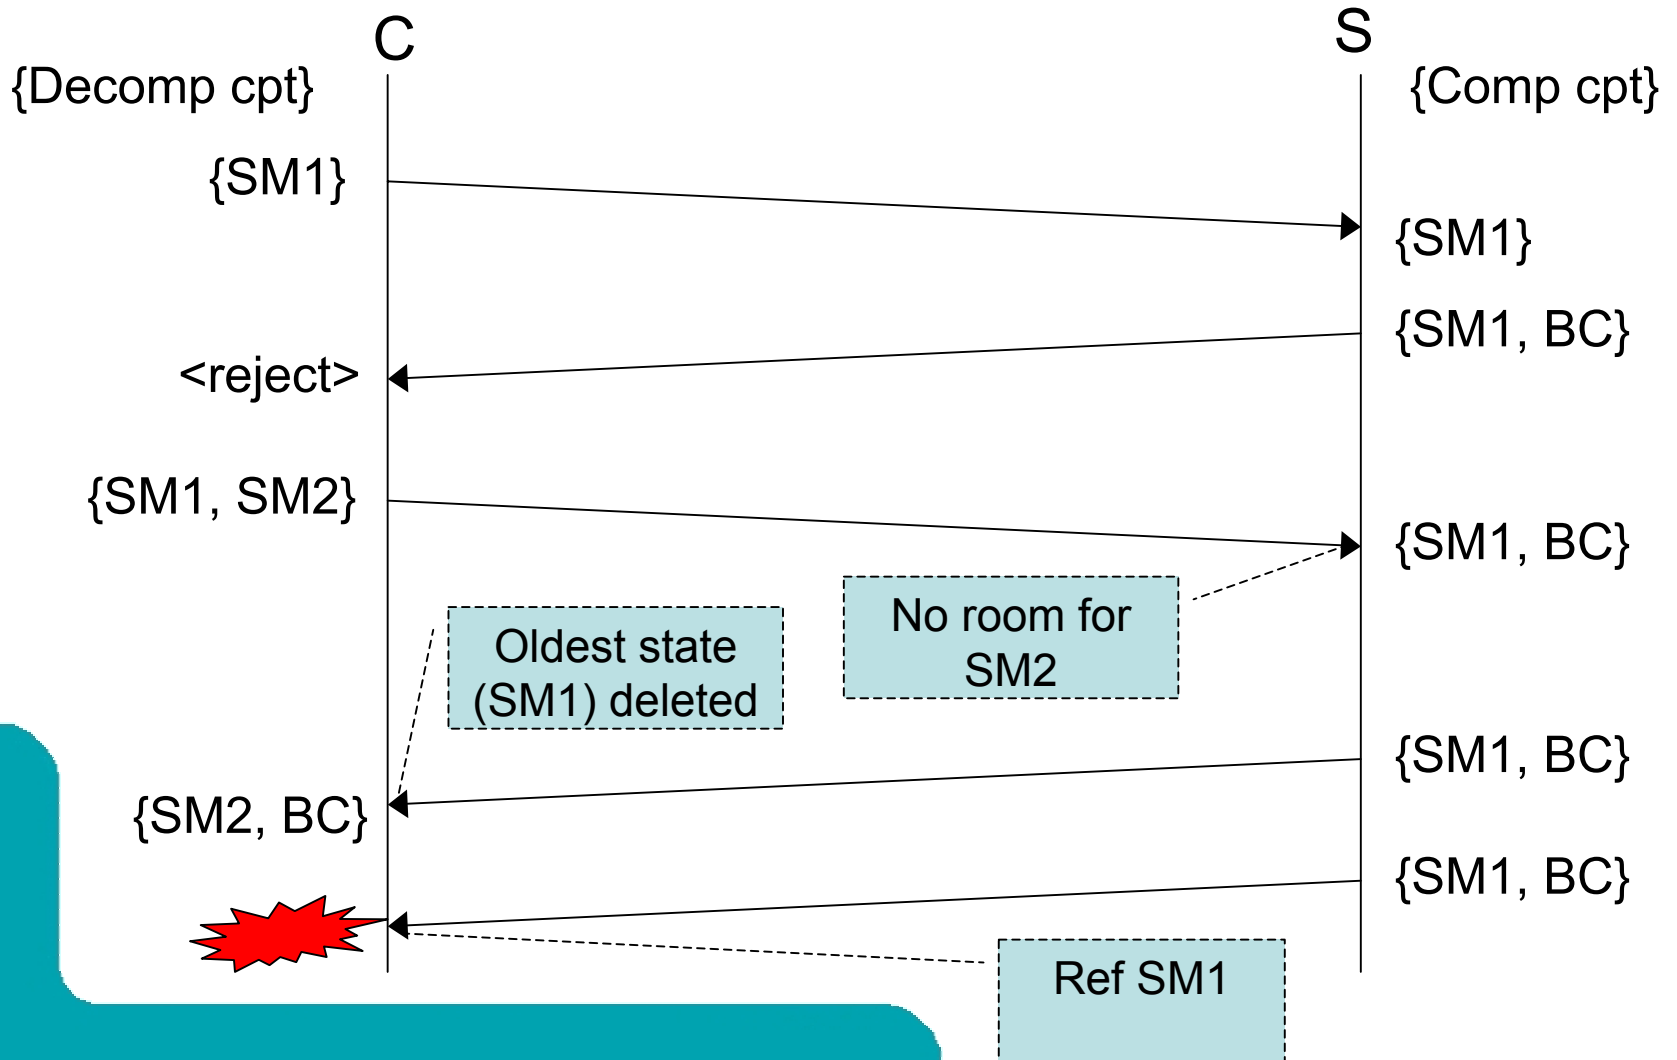 C
S
{Decomp cpt}
{Comp cpt}
{SM1}
{SM1}
{SM1, BC}
<reject>
{SM1, SM2}
{SM1, BC}
No room for
SM2
Oldest state
(SM1) deleted
{SM1, BC}
{SM2, BC}
{SM1, BC}
Ref SM1